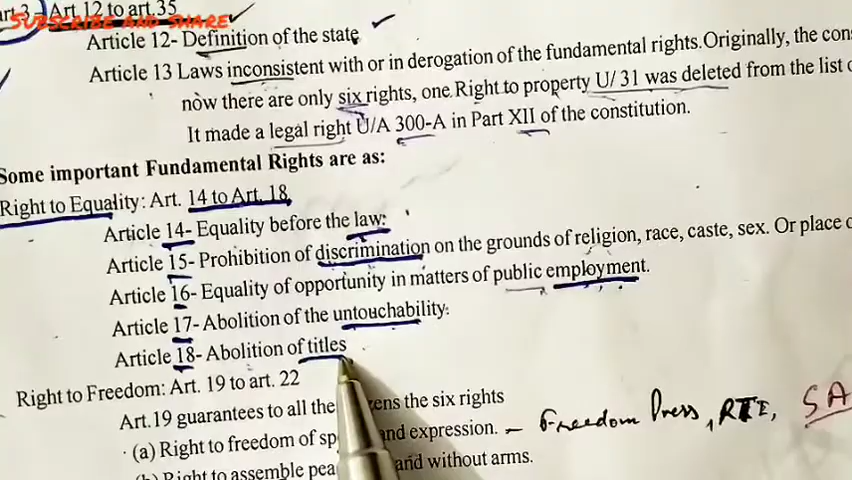 art 3 - Art 12 to art.35
SUBSCRIBE AND SHARE
Article 12- Definition of the state
Article 13 Laws inconsistent with or in derogation of the fundamental rights. Originally, the cons
now there are only six rights, one. Right to property U/ 31 was deleted from the list o
It made a legal right U/A 300-A in Part XII of the constitution.
Some important Fundamental Rights are as:
Right to Equality: Art. 14 to Art. 18
Article 14- Equality before the law:
Article 15- Prohibition of discrimination on the grounds of religion, race, caste, sex. Or place o
Article 16- Equality of opportunity in matters of public employment.
Article 17- Abolition of the untouchability:
Article 18- Abolition of titles
Right to Freedom: Art. 19 to art. 22
Art.19 guarantees to all the zens the six rights
(a) Right to freedom of sp and expression. - Freedom Press, RTI, SA
(b) Right to assemble pea and without arms.